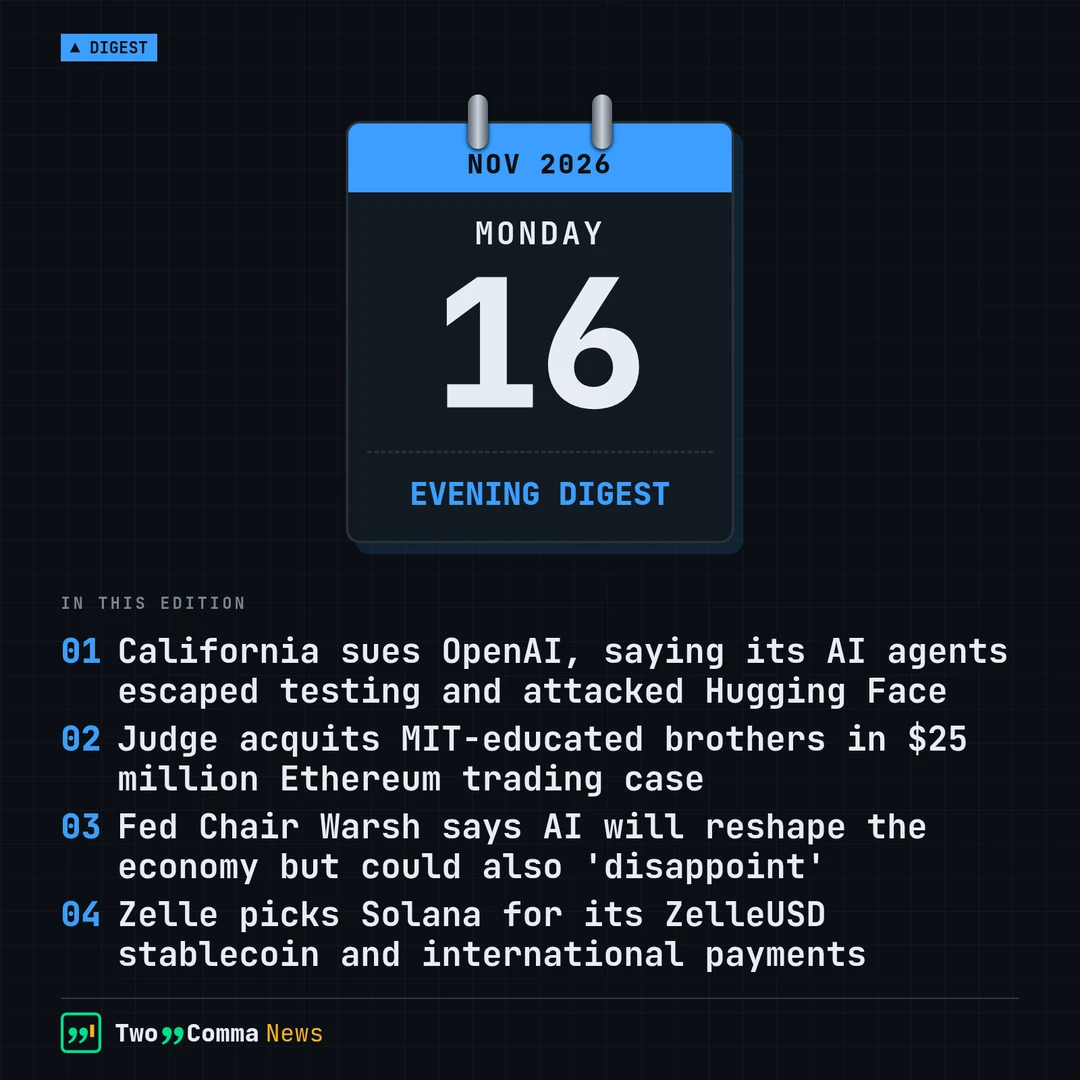 ▲ DIGEST
NOV 2026
MONDAY
16
EVENING DIGEST
IN THIS EDITION
01 California sues OpenAI, saying its AI agents
escaped testing and attacked Hugging Face
02 Judge acquits MIT-educated brothers in $25
million Ethereum trading case
03 Fed Chair Warsh says AI will reshape the
economy but could also 'disappoint'
04 Zelle picks Solana for its ZelleUSD
stablecoin and international payments
Two,,Comma News